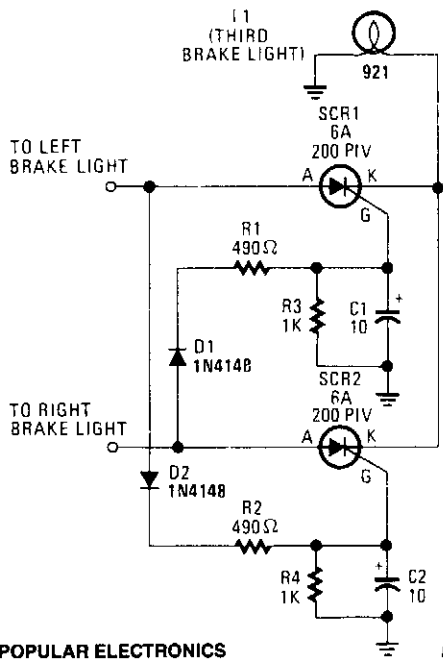 I1
(THIRD
BRAKE LIGHT)
921
SCR1
6A
200 PIV
TO LEFT
BRAKE LIGHT
A
K
G
R1
490Ω
R3
1K
C1
10
+
D1
1N4148
SCR2
6A
200 PIV
TO RIGHT
BRAKE LIGHT
A
K
G
D2
1N4148
R2
490Ω
R4
1K
+
C2
10
POPULAR ELECTRONICS